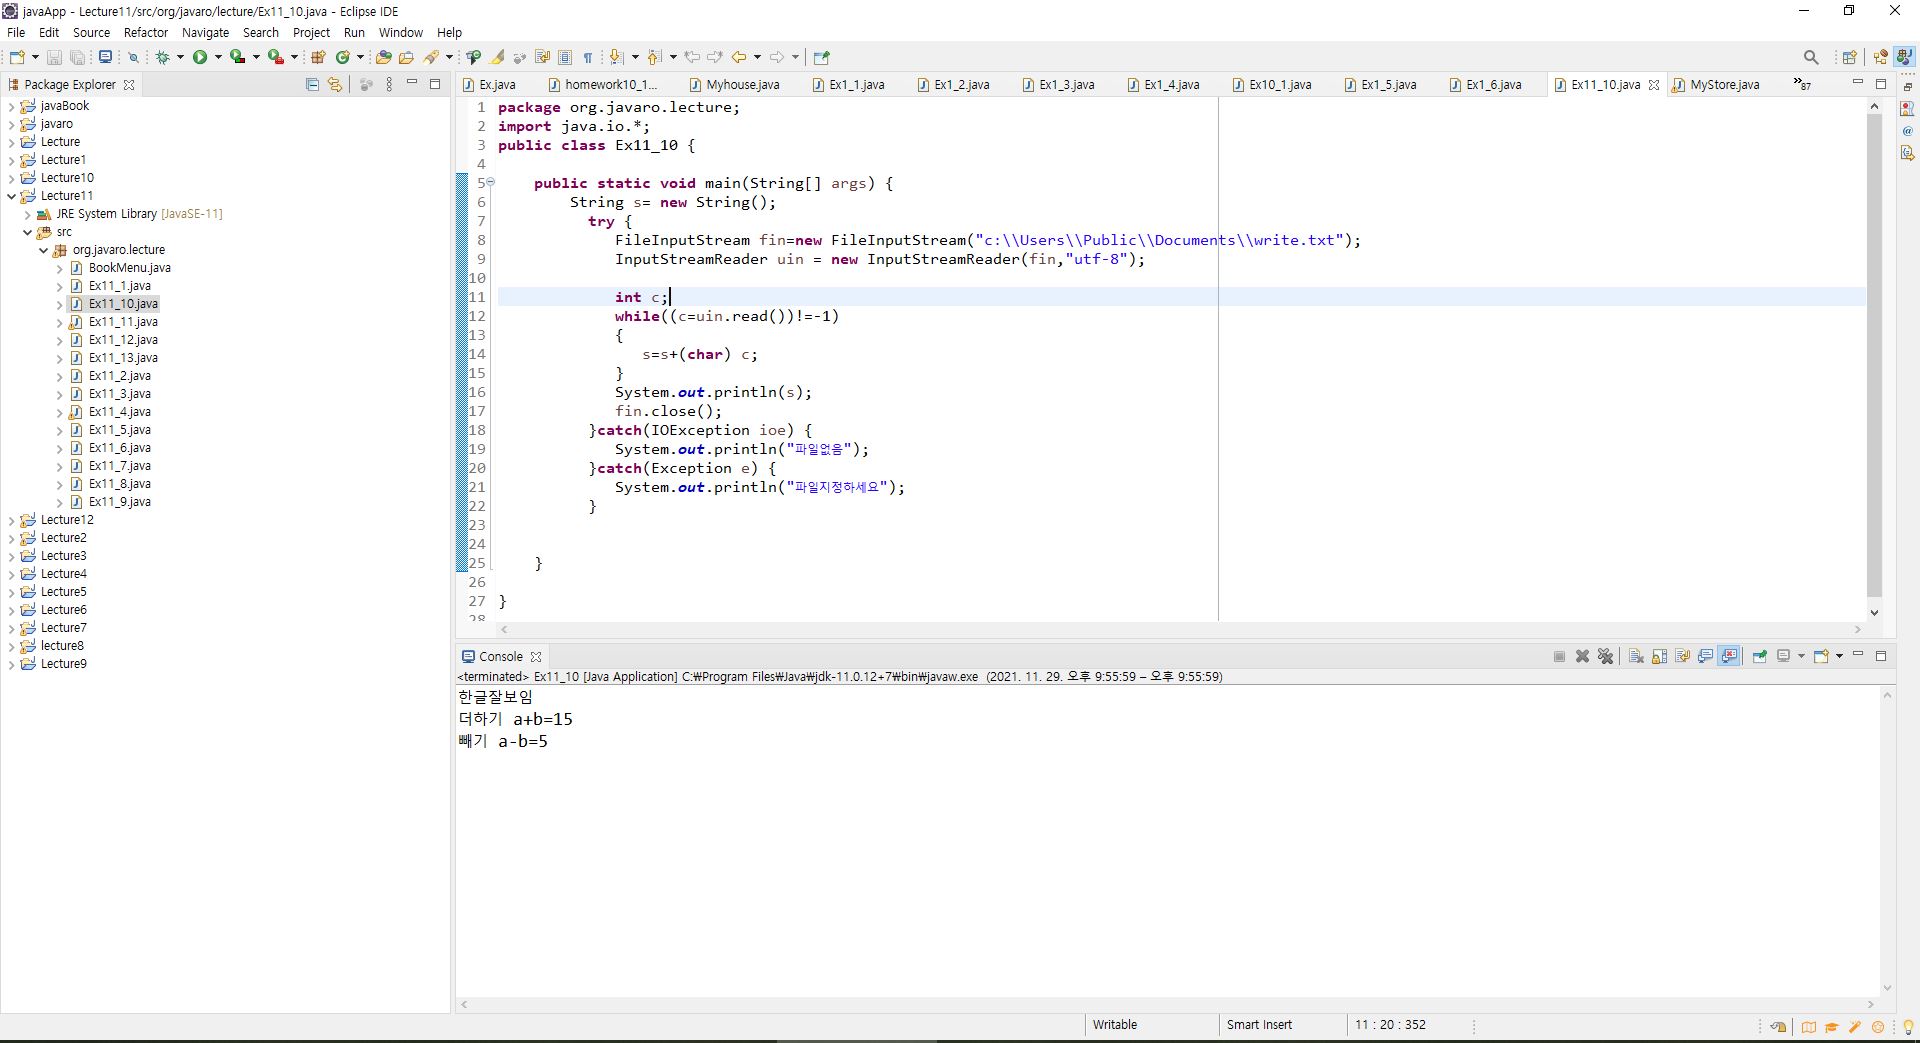 javaApp - Lecture11/src/org/javaro/lecture/Ex11_10.java - Eclipse IDE
File Edit Source Refactor Navigate Search Project Run Window Help
Package Explorer
javaBook
javaro
Lecture
Lecture1
Lecture10
Lecture11
JRE System Library [JavaSE-11]
src
org.javaro.lecture
BookMenu.java
Ex11_1.java
Ex11_10.java
Ex11_11.java
Ex11_12.java
Ex11_13.java
Ex11_2.java
Ex11_3.java
Ex11_4.java
Ex11_5.java
Ex11_6.java
Ex11_7.java
Ex11_8.java
Ex11_9.java
Lecture12
Lecture2
Lecture3
Lecture4
Lecture5
Lecture6
Lecture7
lecture8
Lecture9
Ex.java homework10_1... Myhouse.java Ex1_1.java Ex1_2.java Ex1_3.java Ex1_4.java Ex10_1.java Ex1_5.java Ex1_6.java Ex11_10.java MyStore.java »87
1 package org.javaro.lecture;
2 import java.io.*;
3 public class Ex11_10 {
4
5 public static void main(String[] args) {
6 String s= new String();
7 try {
8 FileInputStream fin=new FileInputStream("c:\\Users\\Public\\Documents\\write.txt");
9 InputStreamReader uin = new InputStreamReader(fin,"utf-8");
10
11 int c;
12 while((c=uin.read())!=-1)
13 {
14 s=s+(char) c;
15 }
16 System.out.println(s);
17 fin.close();
18 }catch(IOException ioe) {
19 System.out.println("파일없음");
20 }catch(Exception e) {
21 System.out.println("파일지정하세요");
22 }
23
24
25 }
26
27 }
28
Console
<terminated> Ex11_10 [Java Application] C:₩Program Files₩Java₩jdk-11.0.12+7₩bin₩javaw.exe (2021. 11. 29. 오후 9:55:59 – 오후 9:55:59)
한글잘보임
더하기 a+b=15
빼기 a-b=5
Writable Smart Insert 11 : 20 : 352